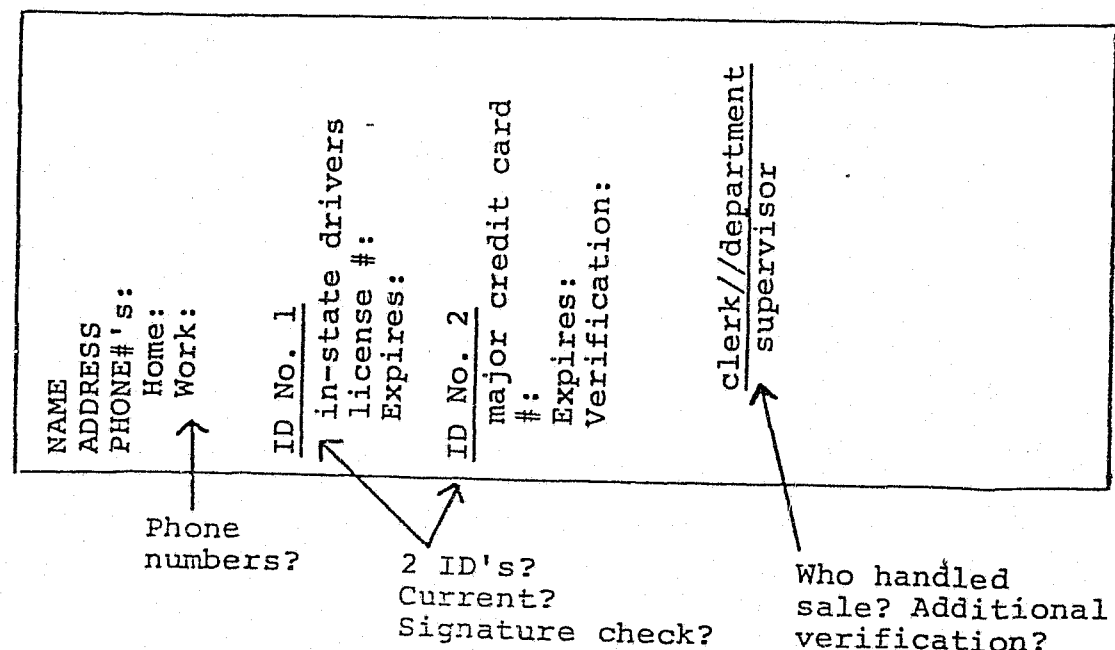 NAME
ADDRESS
PHONE#'s:
Home:
Work:
ID No. 1
in-state drivers
license #:
Expires:
ID No. 2
major credit card
#:
Expires:
Verification:
clerk//department
supervisor
Phone
numbers?
2 ID's?
Current?
Signature check?
Who handled
sale? Additional
verification?